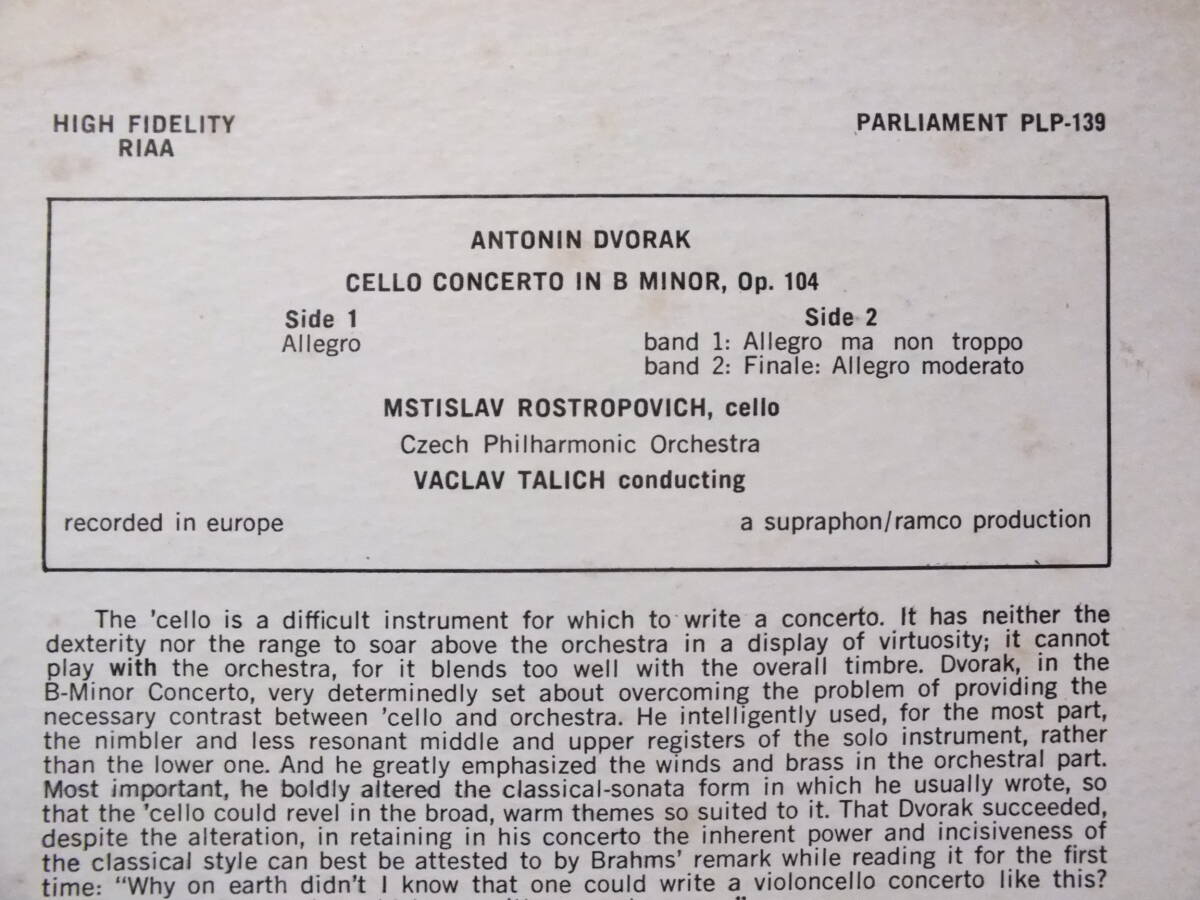 HIGH FIDELITY
RIAA
PARLIAMENT PLP-139
ANTONIN DVORAK
CELLO CONCERTO IN B MINOR, Op. 104
Side 1
Allegro
Side 2
band 1: Allegro ma non troppo
band 2: Finale: Allegro moderato
MSTISLAV ROSTROPOVICH, cello
Czech Philharmonic Orchestra
VACLAV TALICH conducting
recorded in europe
a supraphon/ramco production
The 'cello is a difficult instrument for which to write a concerto. It has neither the
dexterity nor the range to soar above the orchestra in a display of virtuosity; it cannot
play with the orchestra, for it blends too well with the overall timbre. Dvorak, in the
B-Minor Concerto, very determinedly set about overcoming the problem of providing the
necessary contrast between 'cello and orchestra. He intelligently used, for the most part,
the nimbler and less resonant middle and upper registers of the solo instrument, rather
than the lower one. And he greatly emphasized the winds and brass in the orchestral part.
Most important, he boldly altered the classical-sonata form in which he usually wrote, so
that the 'cello could revel in the broad, warm themes so suited to it. That Dvorak succeeded,
despite the alteration, in retaining in his concerto the inherent power and incisiveness of
the classical style can best be attested to by Brahms' remark while reading it for the first
time: "Why on earth didn't I know that one could write a violoncello concerto like this?